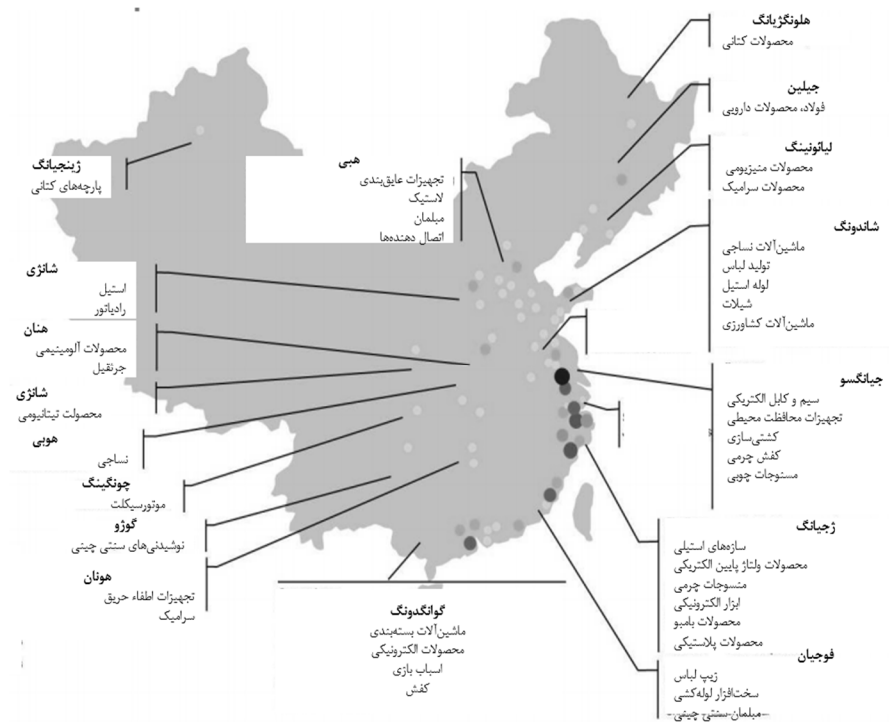 هلونگژیانگ
محصولات کتانی
جیلین
فولاد، محصولات دارویی
لیائونینگ
محصولات منیزیومی
محصولات سرامیک
شاندونگ
ماشین‌آلات نساجی
تولید لباس
لوله استیل
شیلات
ماشین‌آلات کشاورزی
جیانگسو
سیم و کابل الکتریکی
تجهیزات محافظت محیطی
کشتی‌سازی
کفش چرمی
مسنوجات چوبی
ژجیانگ
سازه‌های استیلی
محصولات ولتاژ پایین الکتریکی
منسوجات چرمی
ابزار الکترونیکی
محصولات بامبو
محصولات پلاستیکی
فوجیان
زیپ لباس
سخت‌افزار لوله‌کشی
مبلمان سنتی چینی
هبی
تجهیزات عایق‌بندی
لاستیک
مبلمان
اتصال دهنده‌ها
ژینجیانگ
پارچه‌های کتانی
شانژی
استیل
رادیاتور
هنان
محصولات آلومینیمی
جرثقیل
شانژی
محصولت تیتانیومی
هوبی
نساجی
چونگینگ
موتورسیکلت
گوژو
نوشیدنی‌های سنتی چینی
هونان
تجهیزات اطفاء حریق
سرامیک
گوانگدونگ
ماشین‌آلات بسته‌بندی
محصولات الکترونیکی
اسباب بازی
کفش